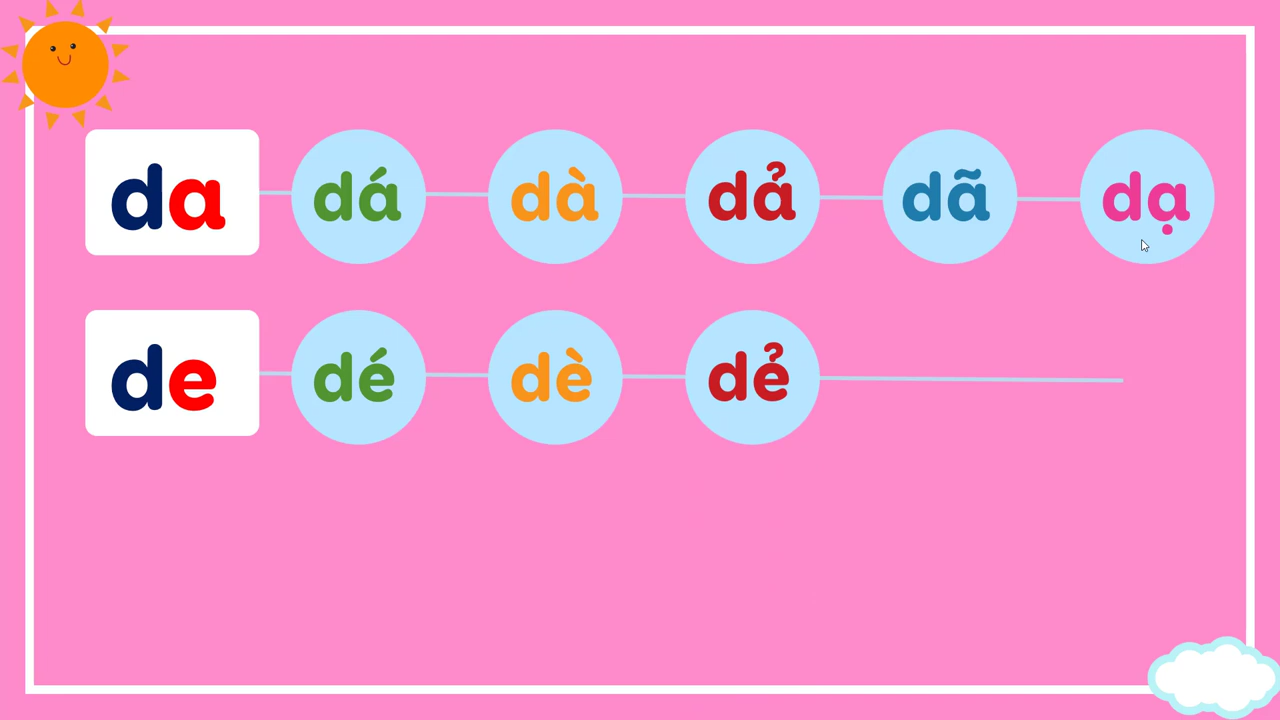 da dá dà dả dã dạ
de dé dè dẻ